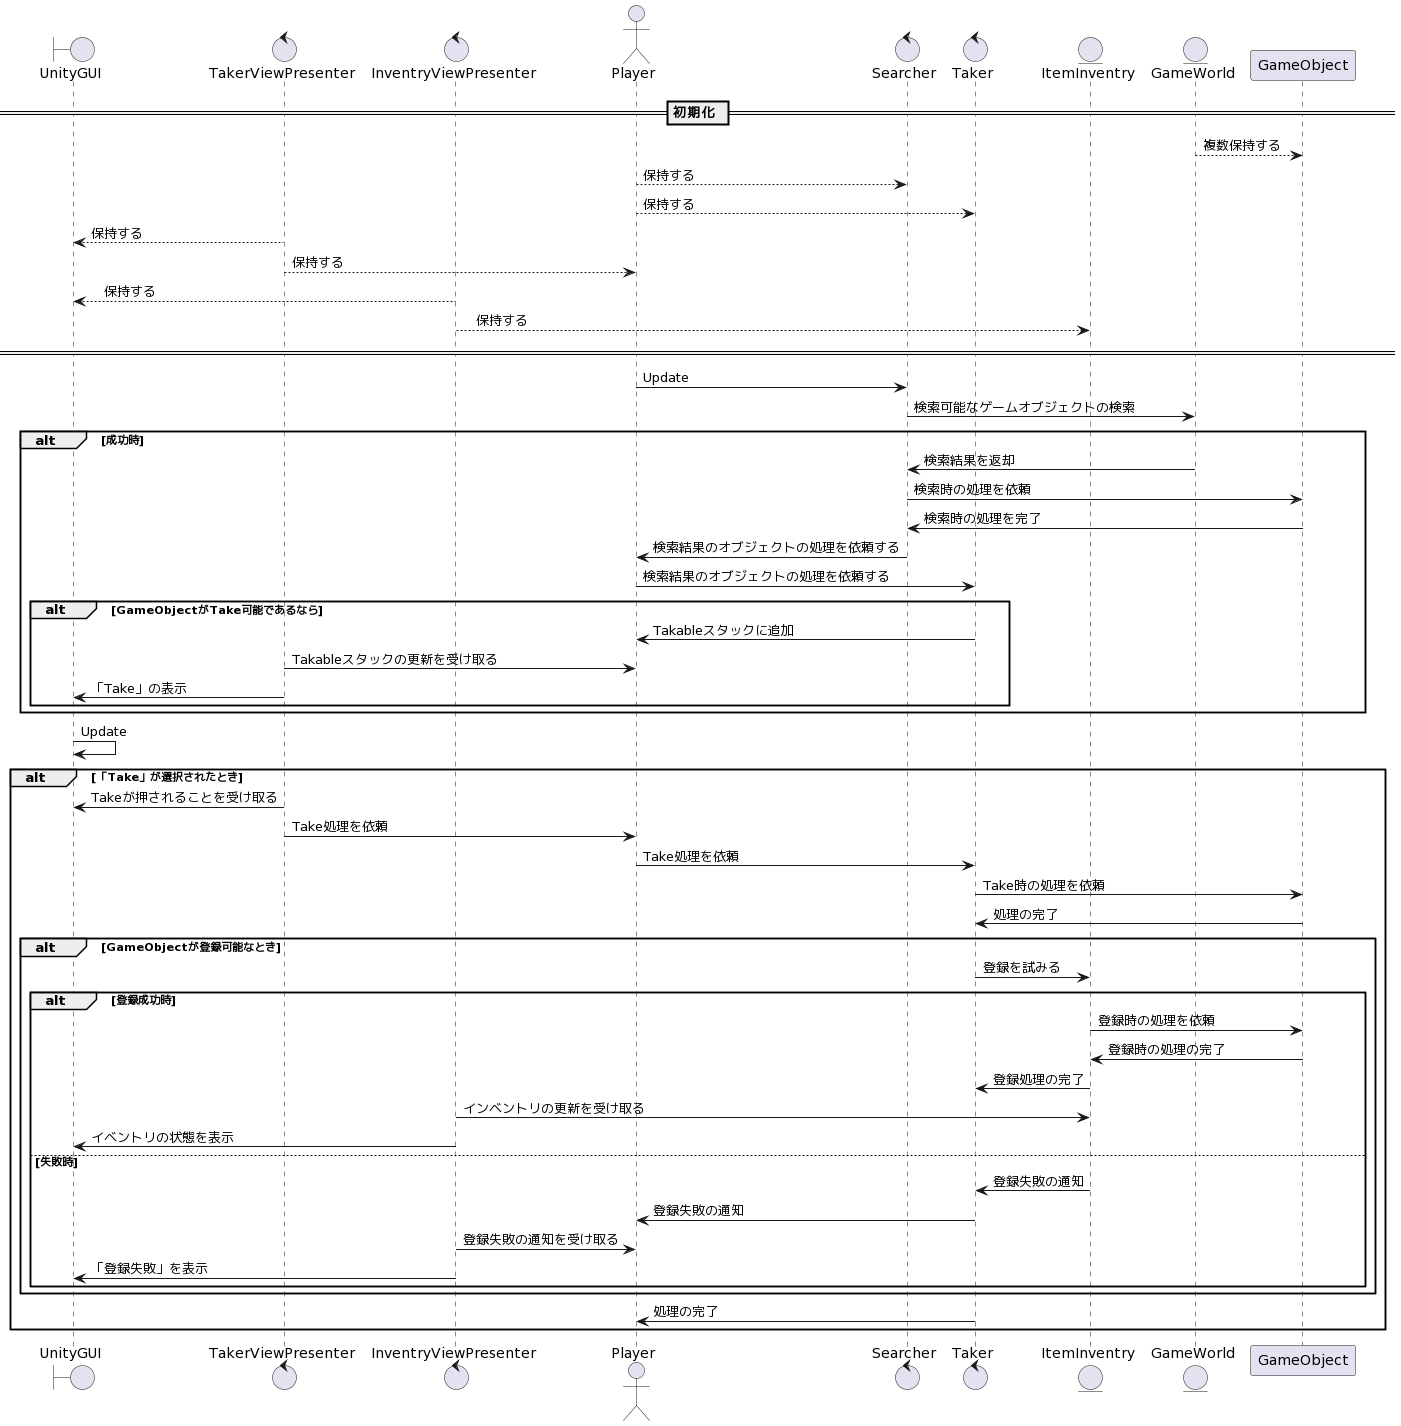 UnityGUI TakerViewPresenter InventryViewPresenter Player Searcher Taker ItemInventry GameWorld GameObject
初期化
複数保持する
保持する
保持する
保持する
保持する
保持する
保持する
Update
検索可能なゲームオブジェクトの検索
alt [成功時]
検索結果を返却
検索時の処理を依頼
検索時の処理を完了
検索結果のオブジェクトの処理を依頼する
検索結果のオブジェクトの処理を依頼する
alt [GameObjectがTake可能であるなら]
Takableスタックに追加
Takableスタックの更新を受け取る
「Take」の表示
Update
alt [「Take」が選択されたとき]
Takeが押されることを受け取る
Take処理を依頼
Take処理を依頼
Take時の処理を依頼
処理の完了
alt [GameObjectが登録可能なとき]
登録を試みる
alt [登録成功時]
登録時の処理を依頼
登録時の処理の完了
登録処理の完了
インベントリの更新を受け取る
イベントリの状態を表示
[失敗時]
登録失敗の通知
登録失敗の通知
登録失敗の通知を受け取る
「登録失敗」を表示
処理の完了
UnityGUI TakerViewPresenter InventryViewPresenter Player Searcher Taker ItemInventry GameWorld GameObject